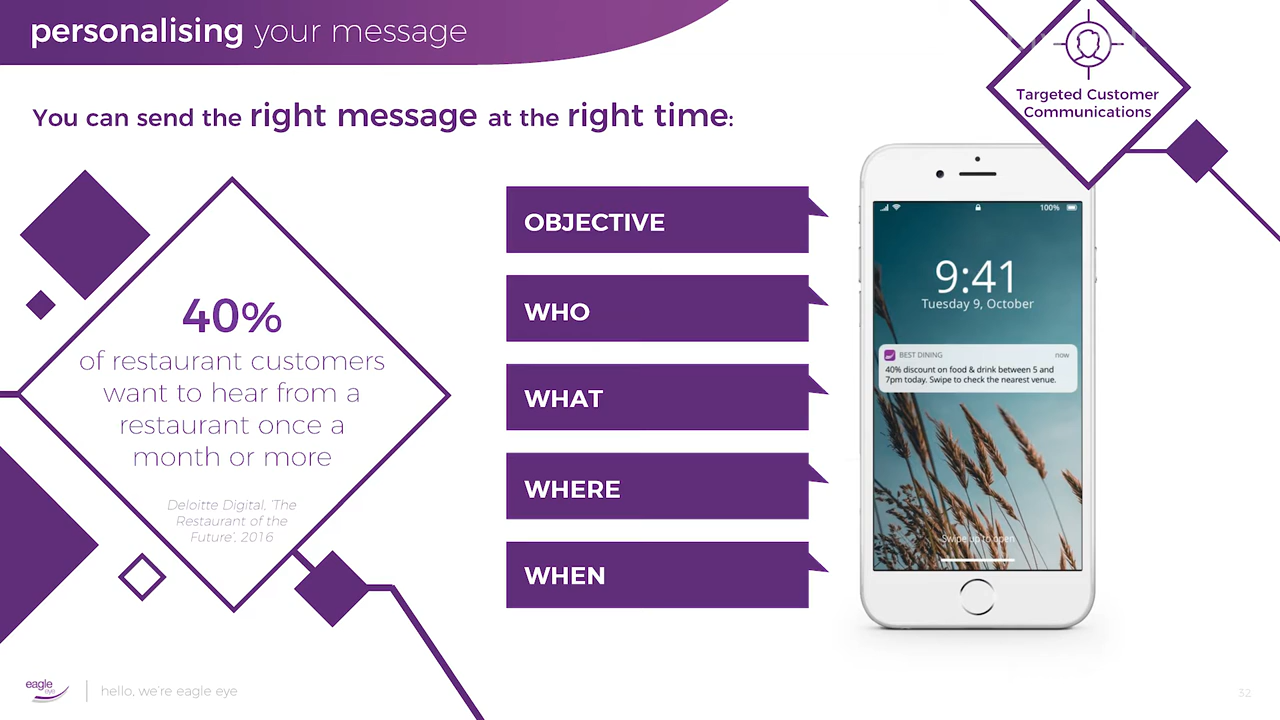 personalising your message
Targeted Customer
Communications
You can send the right message at the right time:
40%
of restaurant customers
want to hear from a
restaurant once a
month or more
Deloitte Digital, 'The
Restaurant of the
Future', 2016
OBJECTIVE
WHO
WHAT
WHERE
WHEN
100%
9:41
Tuesday 9, October
BEST DINING now
40% discount on food & drink between 5 and
7pm today. Swipe to check the nearest venue.
Swipe up to open
eagle
eye
hello, we're eagle eye
32